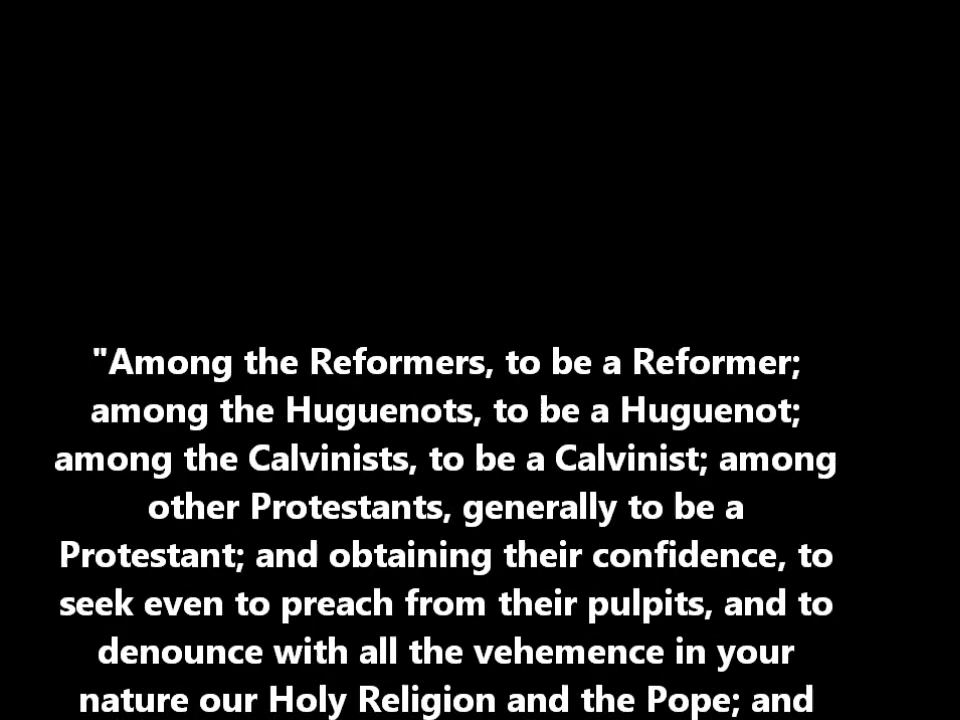 "Among the Reformers, to be a Reformer;
among the Huguenots, to be a Huguenot;
among the Calvinists, to be a Calvinist; among
other Protestants, generally to be a
Protestant; and obtaining their confidence, to
seek even to preach from their pulpits, and to
denounce with all the vehemence in your
nature our Holy Religion and the Pope; and